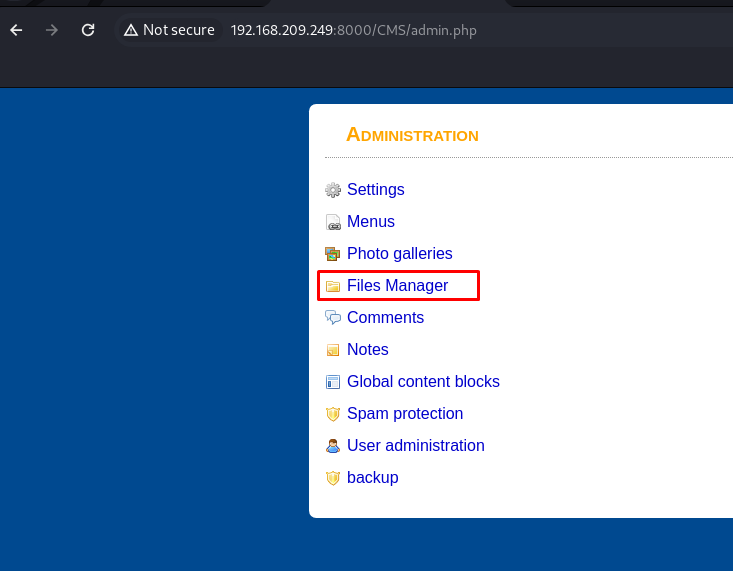 Not secure 192.168.209.249:8000/CMS/admin.php
ADMINISTRATION
Settings
Menus
Photo galleries
Files Manager
Comments
Notes
Global content blocks
Spam protection
User administration
backup